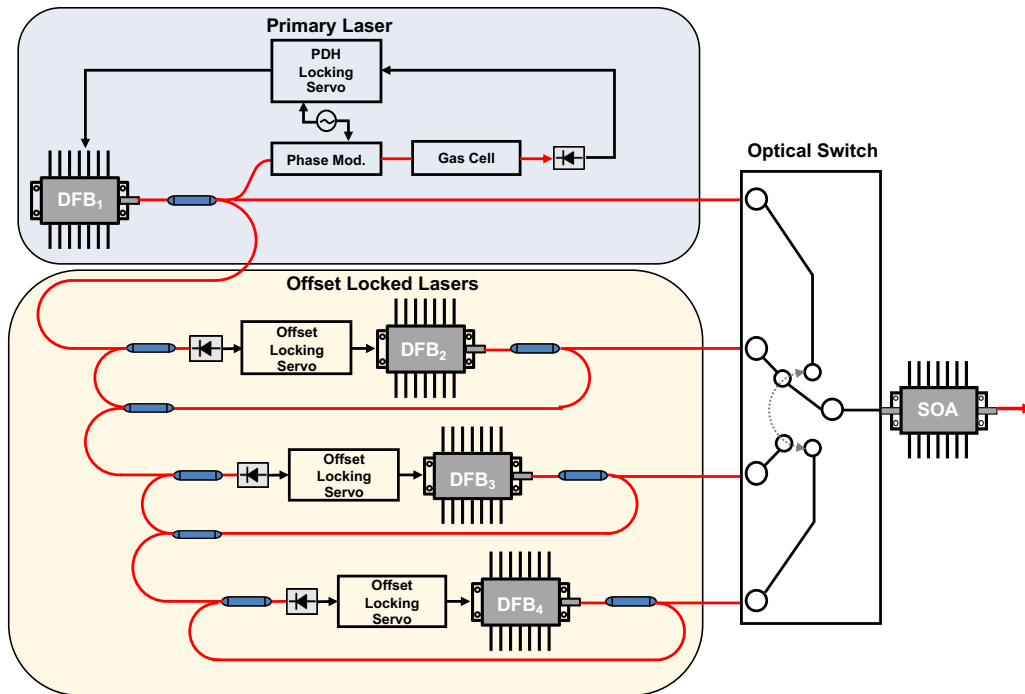 Primary Laser
PDH
Locking
Servo
Phase Mod.
Gas Cell
DFB₁
Optical Switch
Offset Locked Lasers
Offset
Locking
Servo
DFB₂
SOA
Offset
Locking
Servo
DFB₃
Offset
Locking
Servo
DFB₄